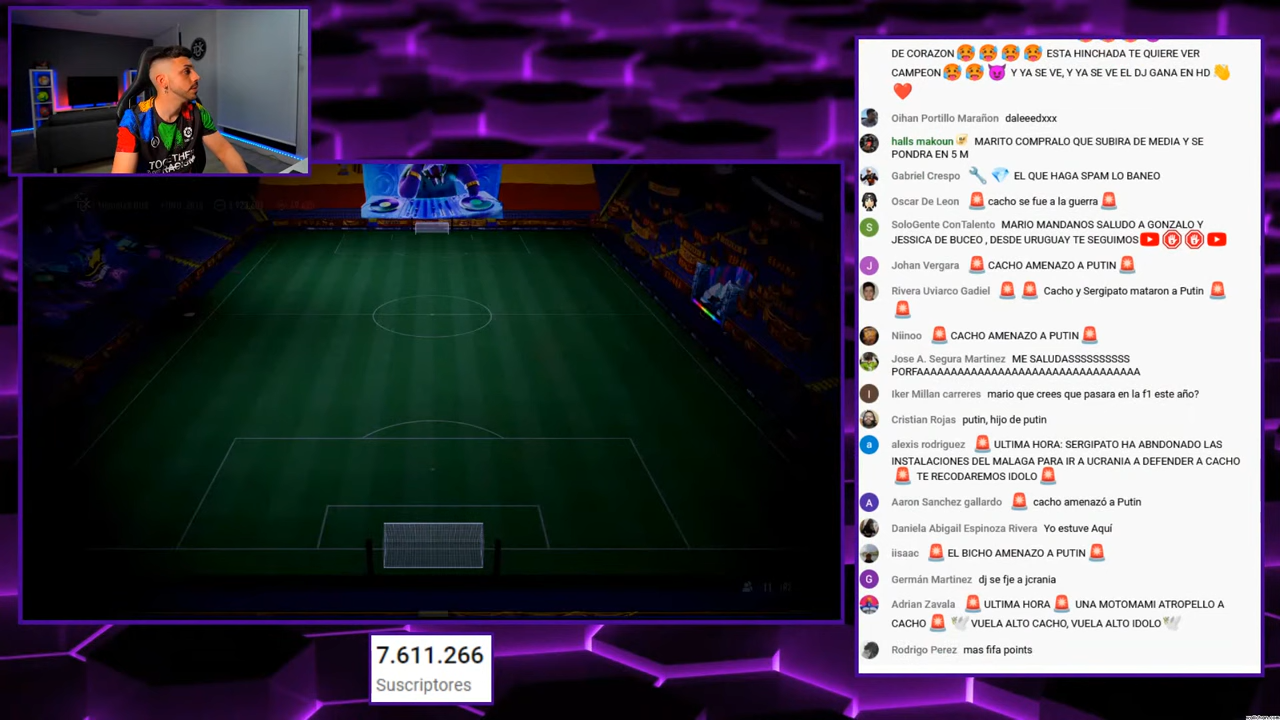 TOGETHER
DE CORAZON🥵🥵🥵🥵 ESTA HINCHADA TE QUIERE VER
CAMPEON🥵🥵😈 Y YA SE VE, Y YA SE VE EL DJ GANA EN HD👏
❤️
Oihan Portillo Marañon daleeedxxx
halls makoun MARITO COMPRALO QUE SUBIRA DE MEDIA Y SE
PONDRA EN 5 M
Gabriel Crespo 🔧 💎 EL QUE HAGA SPAM LO BANEO
Oscar De Leon 🚨 cacho se fue a la guerra🚨
S
SoloGente ConTalento MARIO MANDANOS SALUDO A GONZALO Y
JESSICA DE BUCEO , DESDE URUGUAY TE SEGUIMOS
J
Johan Vergara 🚨 CACHO AMENAZO A PUTIN🚨
Rivera Uviarco Gadiel 🚨 🚨 Cacho y Sergipato mataron a Putin 🚨
🚨
Niinoo 🚨 CACHO AMENAZO A PUTIN🚨
Jose A. Segura Martinez ME SALUDASSSSSSSSSS
PORFAAAAAAAAAAAAAAAAAAAAAAAAAAAAAAAAAA
I
Iker Millan carreres mario que crees que pasara en la f1 este año?
Cristian Rojas putin, hijo de putin
a
alexis rodriguez 🚨 ULTIMA HORA: SERGIPATO HA ABNDONADO LAS
INSTALACIONES DEL MALAGA PARA IR A UCRANIA A DEFENDER A CACHO
🚨 TE RECODAREMOS IDOLO🚨
A
Aaron Sanchez gallardo 🚨 cacho amenazó a Putin
Daniela Abigail Espinoza Rivera Yo estuve Aquí
iisaac 🚨 EL BICHO AMENAZO A PUTIN🚨
G
Germán Martinez dj se fje a jcrania
Adrian Zavala 🚨 ULTIMA HORA 🚨 UNA MOTOMAMI ATROPELLO A
CACHO 🚨 🕊VUELA ALTO CACHO, VUELA ALTO IDOLO🕊
Rodrigo Perez mas fifa points
7.611.266
Suscriptores